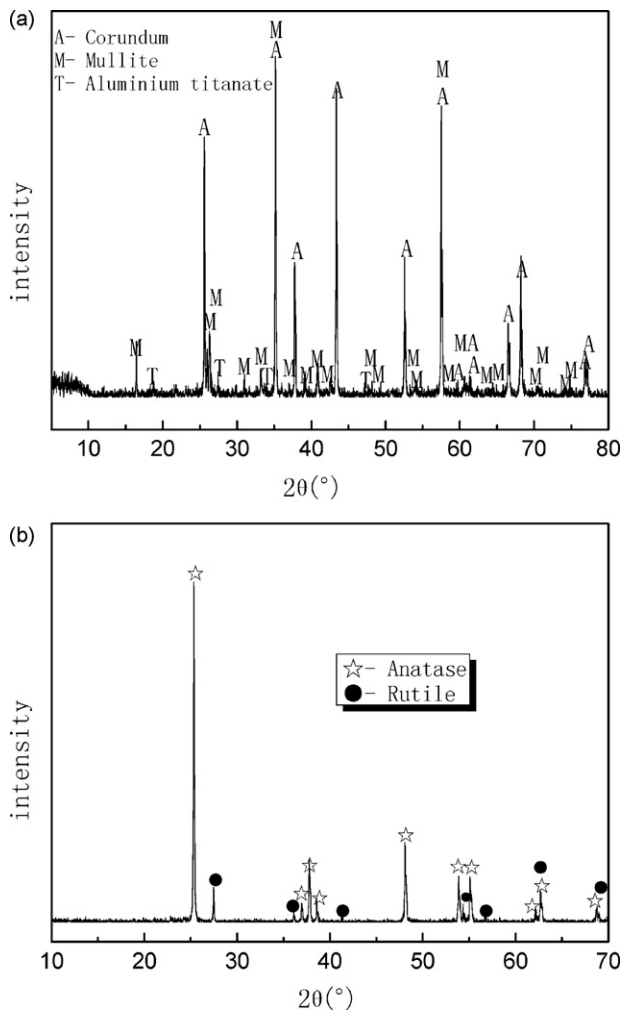 (a)
A- Corundum
M- Mullite
T- Aluminium titanate
M
A
A
M
A
A
M
A
A
A
A
A
M
T
M
M
T
M
M
T
M
M
M
M
T
M
M
M
M
M
M
A
A
A
M
M
M
M
M
M
A
A
intensity
10 20 30 40 50 60 70 80
2θ(°)
(b)
☆- Anatase
●- Rutile
intensity
10 20 30 40 50 60 70
2θ(°)